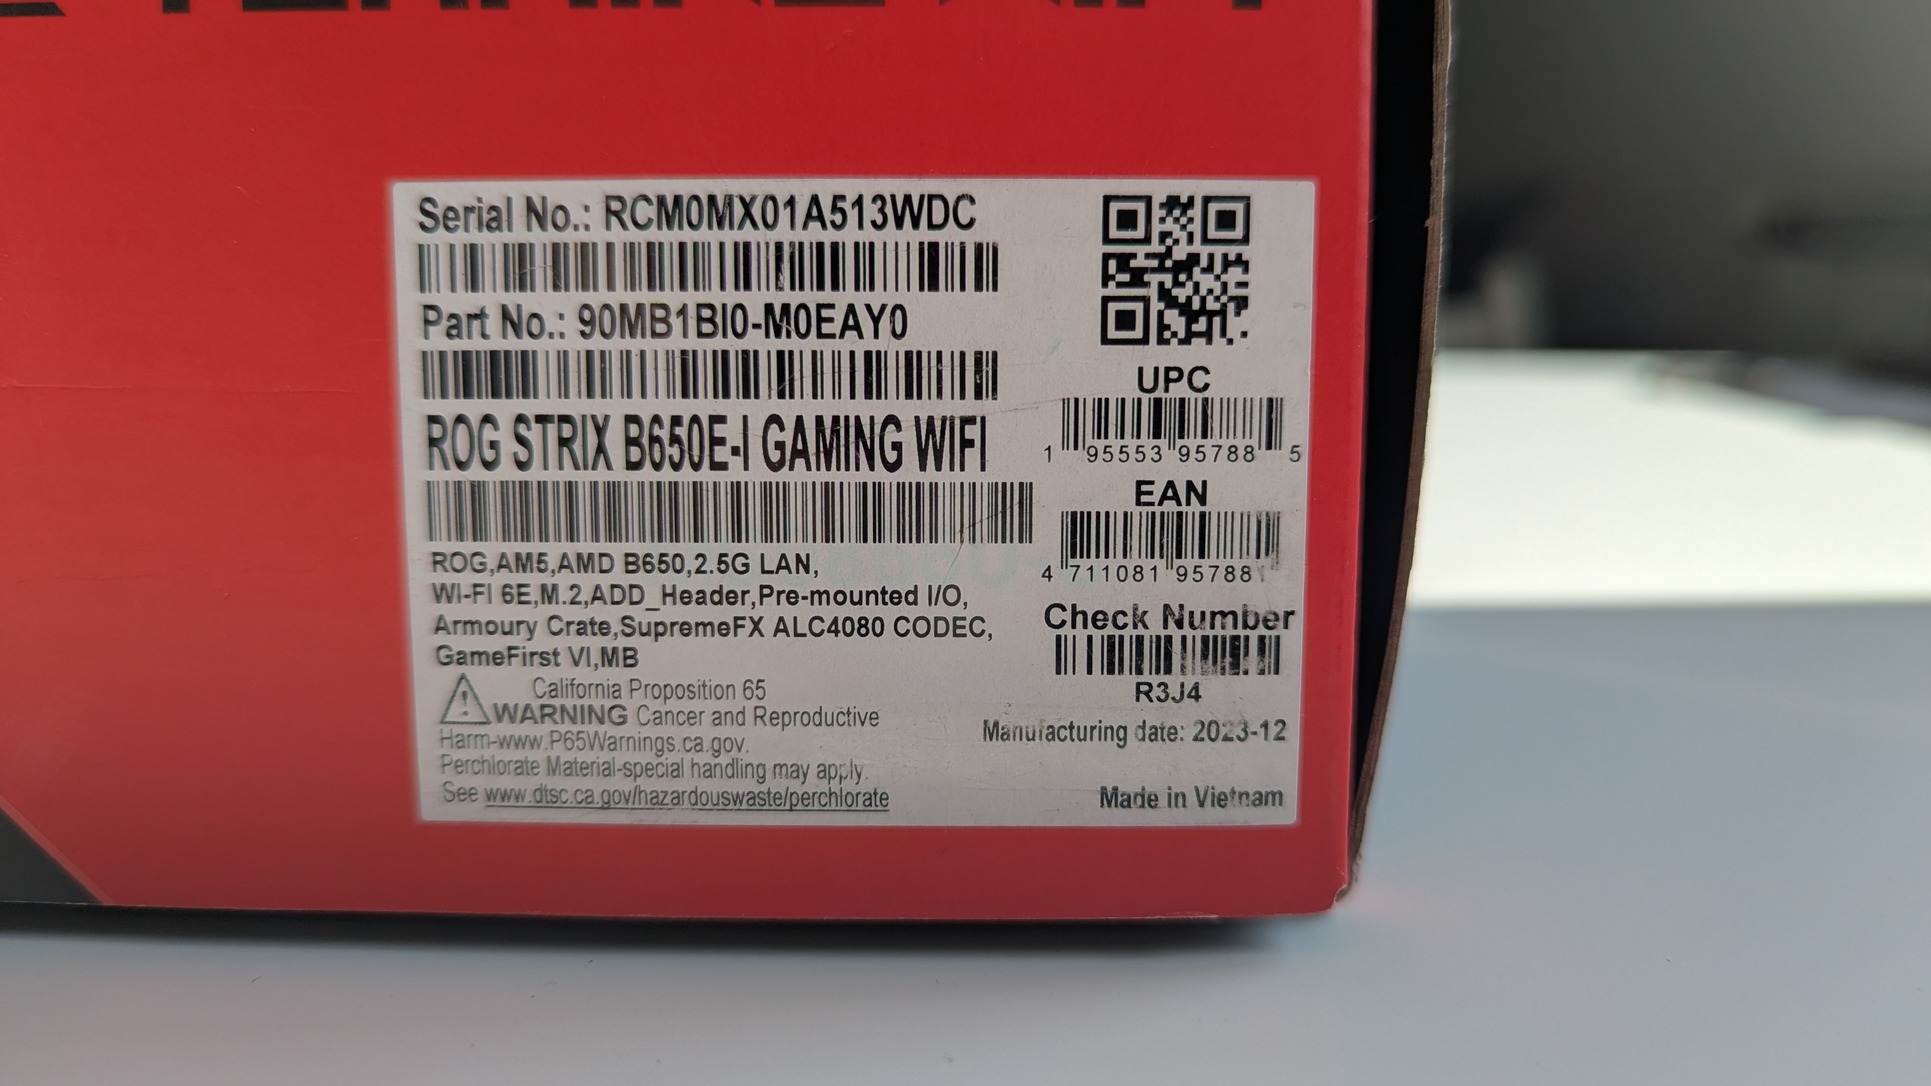 Serial No.: RCM0MX01A513WDC
Part No.: 90MB1BI0-M0EAY0
ROG STRIX B650E-I GAMING WIFI
ROG,AM5,AMD B650,2.5G LAN,
WI-FI 6E,M.2,ADD_Header,Pre-mounted I/O,
Armoury Crate,SupremeFX ALC4080 CODEC,
GameFirst VI,MB
California Proposition 65
WARNING Cancer and Reproductive
Harm-www.P65Warnings.ca.gov.
Perchlorate Material-special handling may apply.
See www.dtsc.ca.gov/hazardouswaste/perchlorate
UPC
1 95553 95788 5
EAN
4 711081 95788
Check Number
R3J4
Manufacturing date: 2023-12
Made in Vietnam